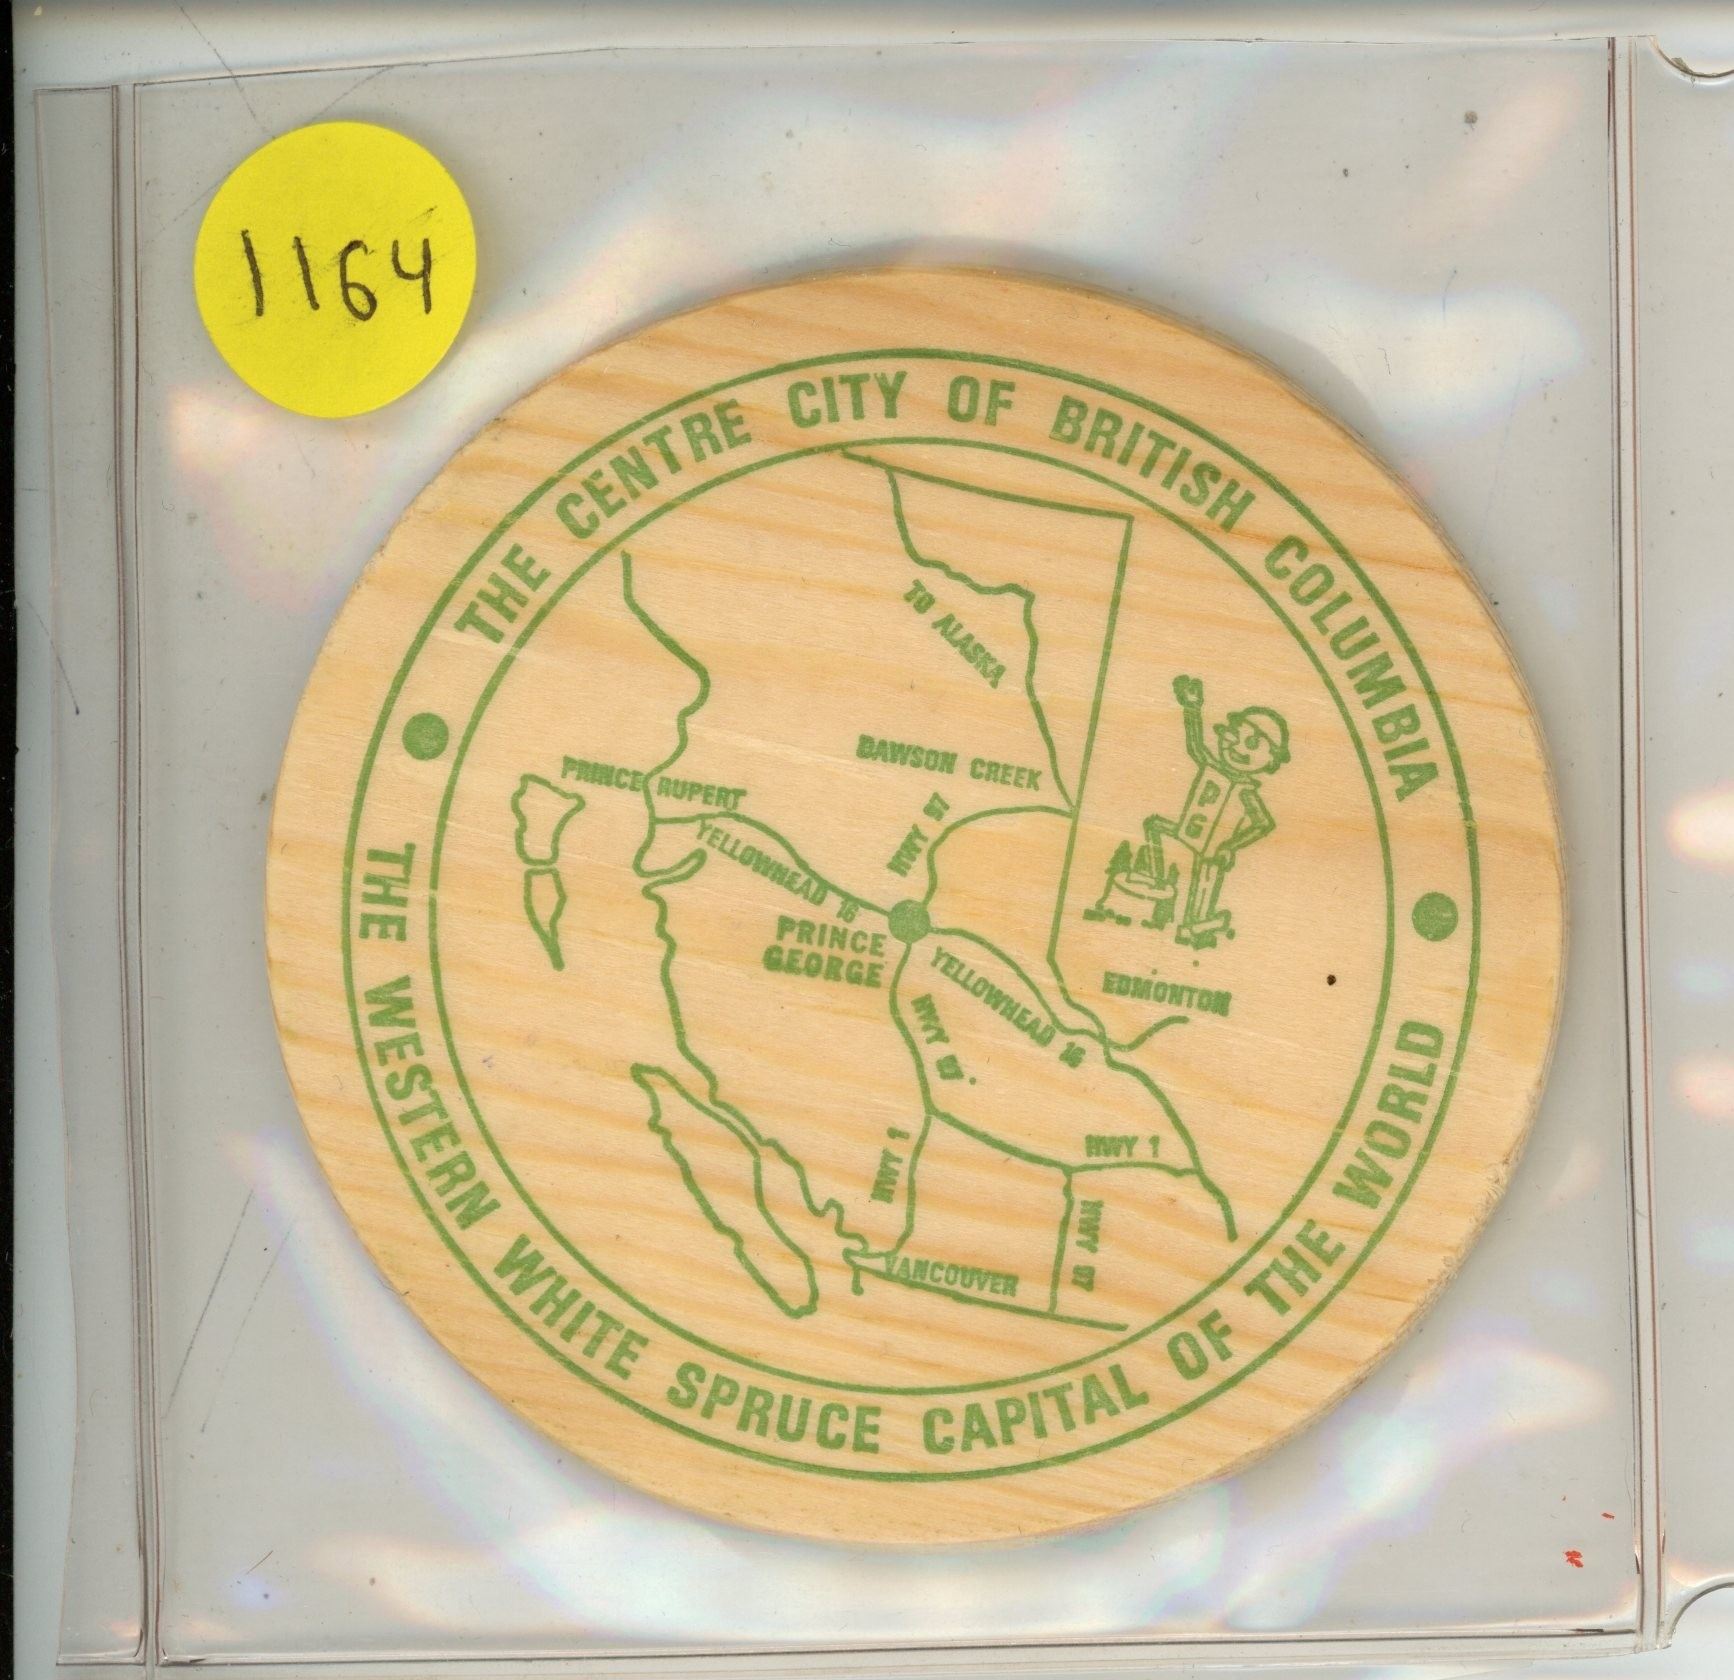 1164
THE CENTRE CITY OF BRITISH COLUMBIA
TO ALASKA
DAWSON CREEK
PRINCE RUPERT
HWY 97
YELLOWHEAD 16
PG
PRINCE
GEORGE
YELLOWHEAD 16
EDMONTON
HWY 97
HWY 1
HWY 1
HWY 97
VANCOUVER
THE WESTERN WHITE SPRUCE CAPITAL OF THE WORLD